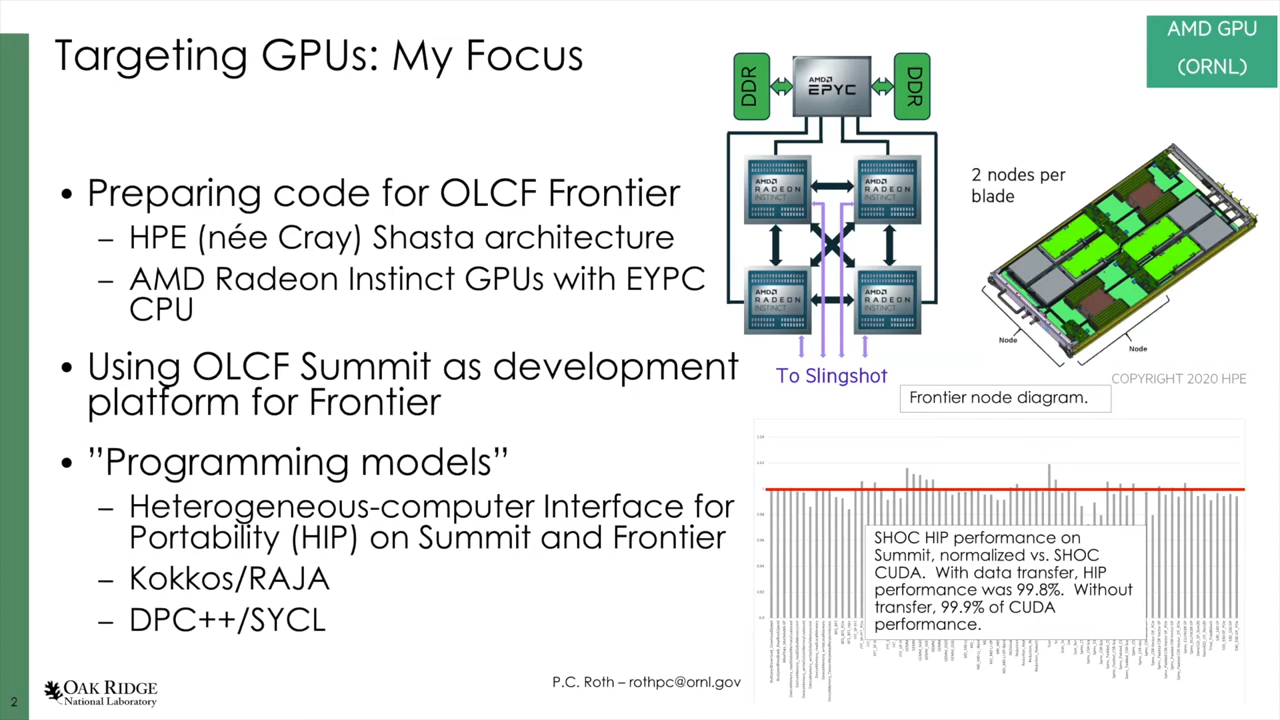 Targeting GPUs: My Focus
AMD GPU
(ORNL)
• Preparing code for OLCF Frontier
– HPE (née Cray) Shasta architecture
– AMD Radeon Instinct GPUs with EYPC
CPU
• Using OLCF Summit as development
platform for Frontier
• ”Programming models”
– Heterogeneous-computer Interface for
Portability (HIP) on Summit and Frontier
– Kokkos/RAJA
– DPC++/SYCL
DDR
AMD
EPYC
DDR
AMD
RADEON
INSTINCT
AMD
RADEON
INSTINCT
AMD
RADEON
INSTINCT
AMD
RADEON
INSTINCT
To Slingshot
2 nodes per
blade
Node
Node
COPYRIGHT 2020 HPE
Frontier node diagram.
SHOC HIP performance on
Summit, normalized vs. SHOC
CUDA. With data transfer, HIP
performance was 99.8%. Without
transfer, 99.9% of CUDA
performance.
2
OAK RIDGE
National Laboratory
P.C. Roth – rothpc@ornl.gov